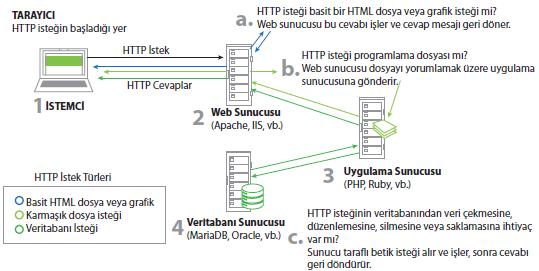 TARAYICI
HTTP isteğin başladığı yer
HTTP İstek
HTTP Cevaplar
1 İSTEMCİ
a. HTTP isteği basit bir HTML dosya veya grafik isteği mi?
Web sunucusu bu cevabı işler ve cevap mesajı geri döner.
b. HTTP isteği programlama dosyası mı?
Web sunucusu dosyayı yorumlamak üzere uygulama
sunucusuna gönderir.
2 Web Sunucusu
(Apache, IIS, vb.)
3 Uygulama Sunucusu
(PHP, Ruby, vb.)
HTTP İstek Türleri
Basit HTML dosya veya grafik
Karmaşık dosya isteği
Veritabanı İsteği
4 Veritabanı Sunucusu
(MariaDB, Oracle, vb.)
c. HTTP isteğinin veritabanından veri çekmesine,
düzenlemesine, silmesine veya saklamasına ihtiyaç
var mı?
Sunucu taraflı betik isteği alır ve işler, sonra cevabı
geri döndürür.